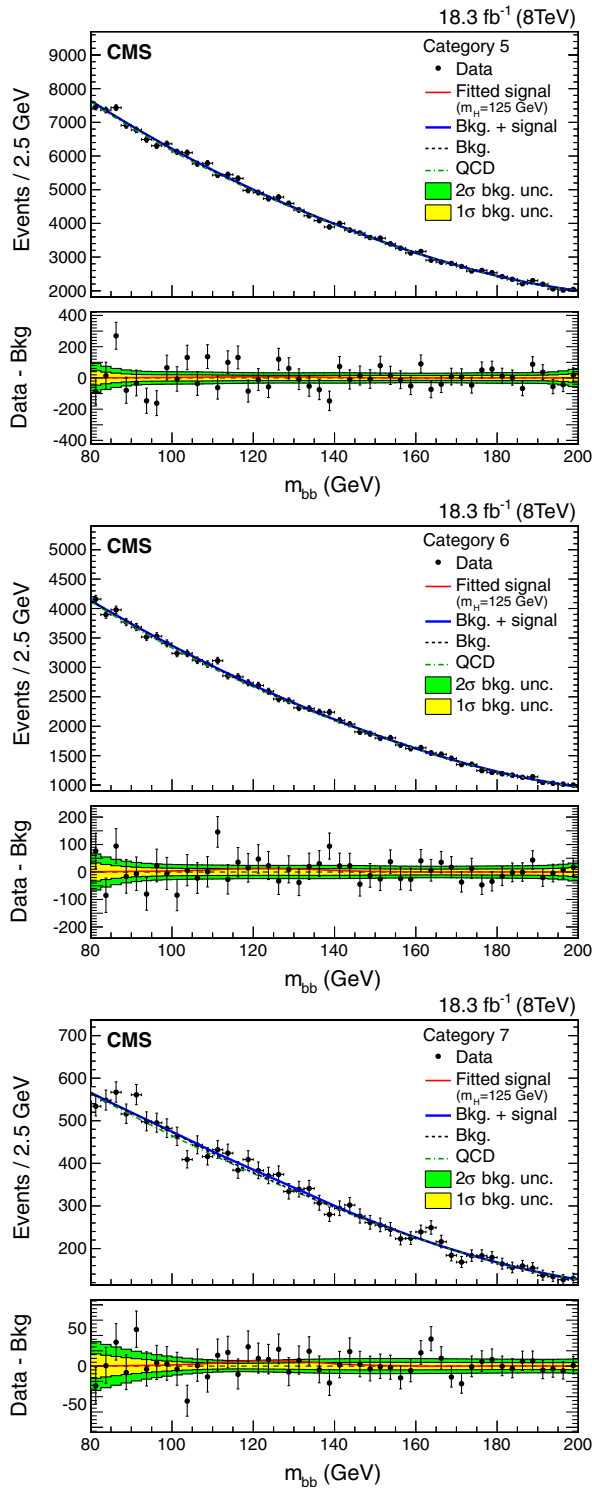 18.3 fb⁻¹ (8TeV)
CMS
Category 5
Data
Fitted signal
(m_H=125 GeV)
Bkg. + signal
Bkg.
QCD
2σ bkg. unc.
1σ bkg. unc.
Events / 2.5 GeV
9000
8000
7000
6000
5000
4000
3000
2000
Data - Bkg
400
200
0
-200
-400
80 100 120 140 160 180 200
m_bb (GeV)
18.3 fb⁻¹ (8TeV)
CMS
Category 6
Data
Fitted signal
(m_H=125 GeV)
Bkg. + signal
Bkg.
QCD
2σ bkg. unc.
1σ bkg. unc.
Events / 2.5 GeV
5000
4500
4000
3500
3000
2500
2000
1500
1000
Data - Bkg
200
100
0
-100
-200
80 100 120 140 160 180 200
m_bb (GeV)
18.3 fb⁻¹ (8TeV)
CMS
Category 7
Data
Fitted signal
(m_H=125 GeV)
Bkg. + signal
Bkg.
QCD
2σ bkg. unc.
1σ bkg. unc.
Events / 2.5 GeV
700
600
500
400
300
200
Data - Bkg
50
0
-50
80 100 120 140 160 180 200
m_bb (GeV)